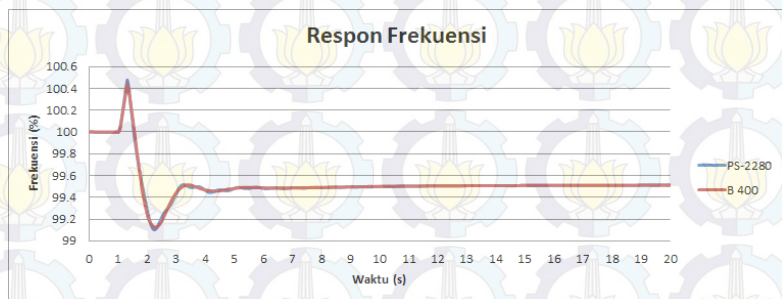 Respon Frekuensi
100.6
100.4
100.2
100
99.8
99.6
99.4
99.2
99
Frekuensi (%)
0 1 2 3 4 5 6 7 8 9 10 11 12 13 14 15 16 17 18 19 20
Waktu (s)
PS-2280
B 400